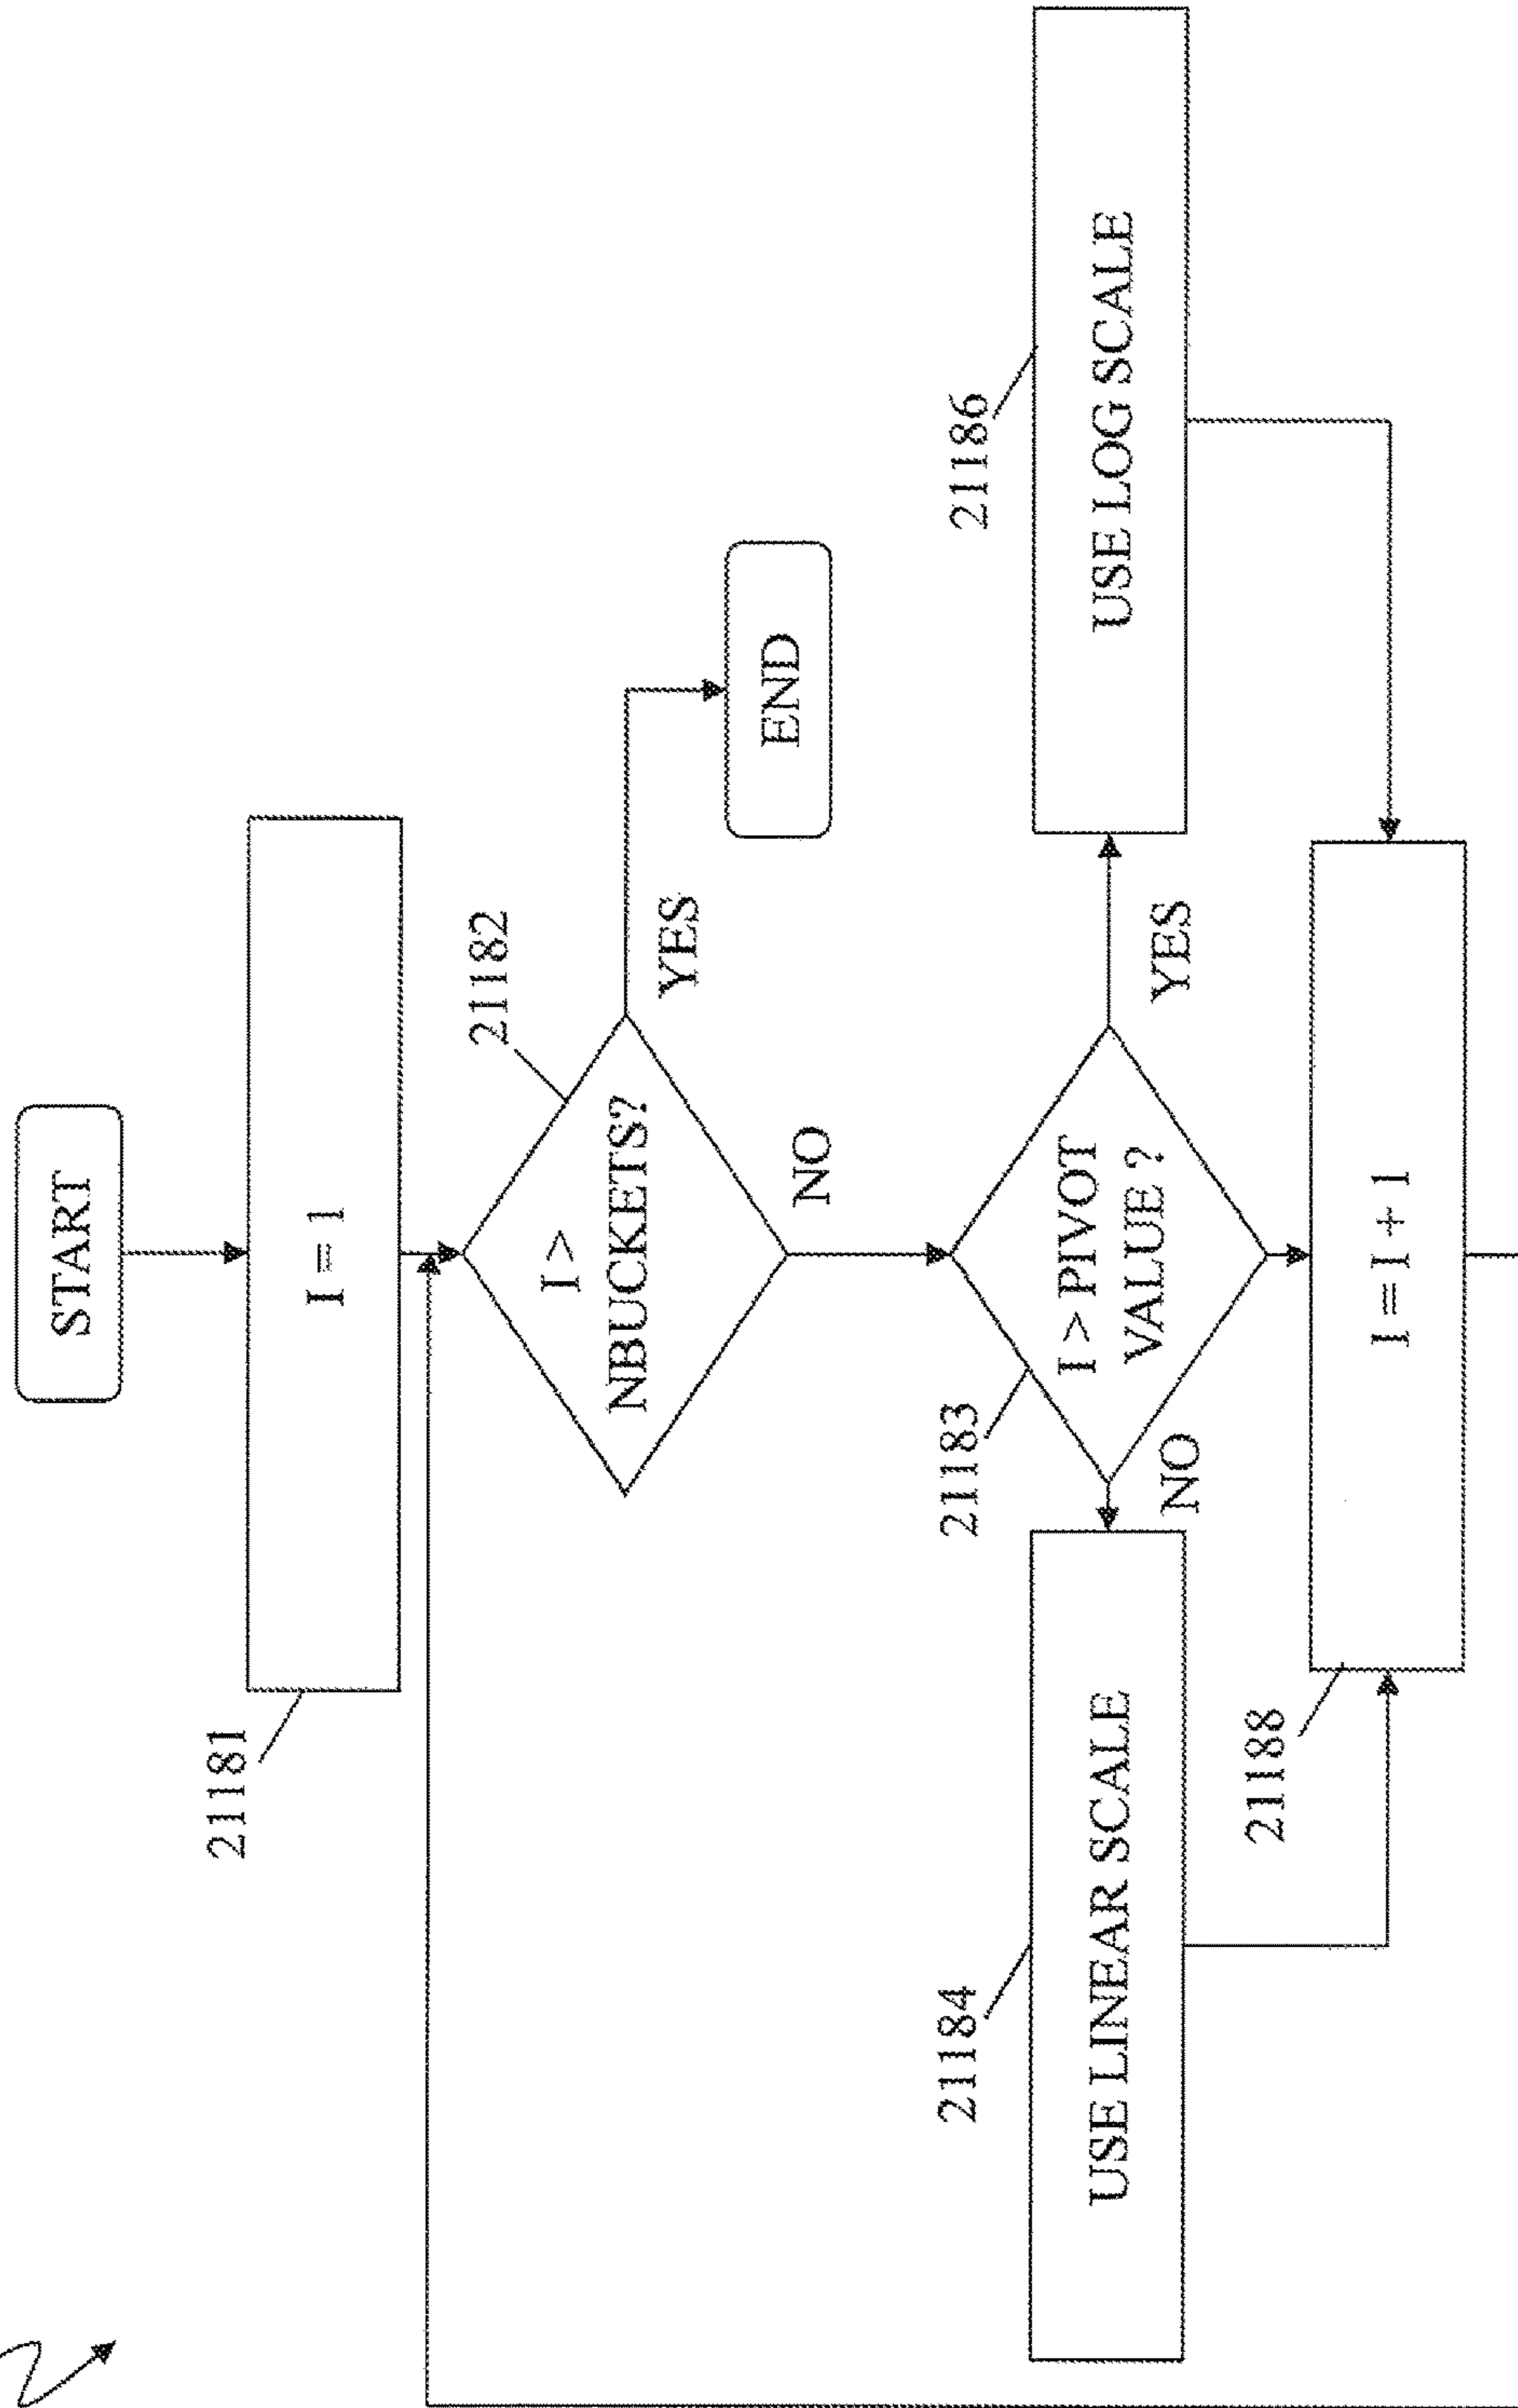 START
21181
I = 1
21182
I >
NBUCKETS?
YES
END
NO
21183
I > PIVOT
VALUE ?
NO
YES
21184
USE LINEAR SCALE
21186
USE LOG SCALE
21188
I = I + 1